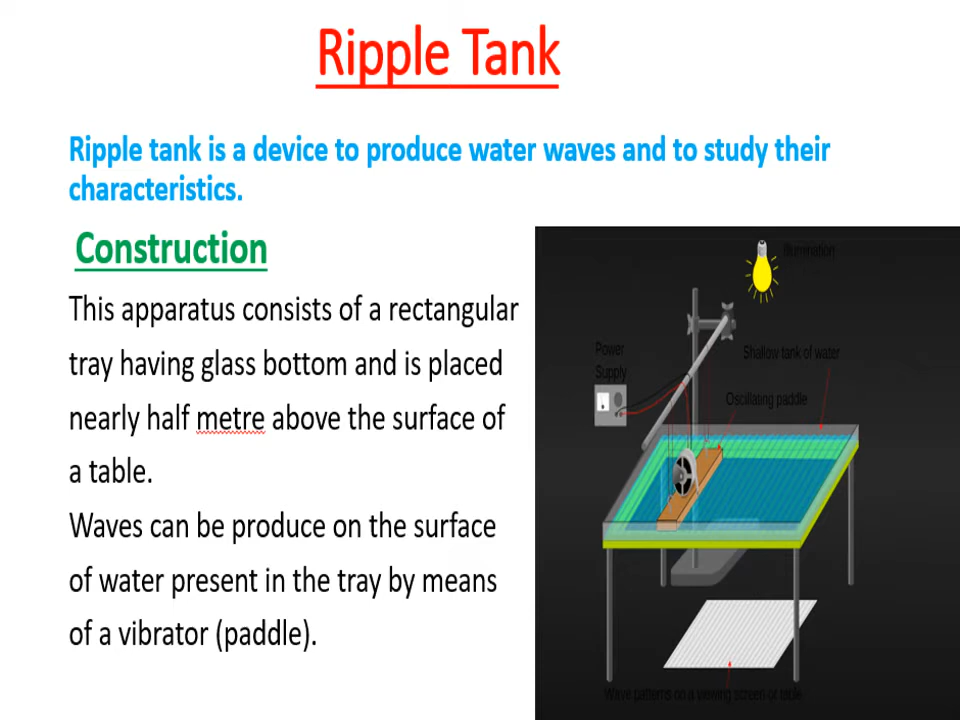 Ripple Tank
Ripple tank is a device to produce water waves and to study their
characteristics.
Construction
This apparatus consists of a rectangular
tray having glass bottom and is placed
nearly half metre above the surface of
a table.
Waves can be produce on the surface
of water present in the tray by means
of a vibrator (paddle).
Illumination
Power
Supply
Shallow tank of water
Oscillating paddle
Wave patterns on a viewing screen or table